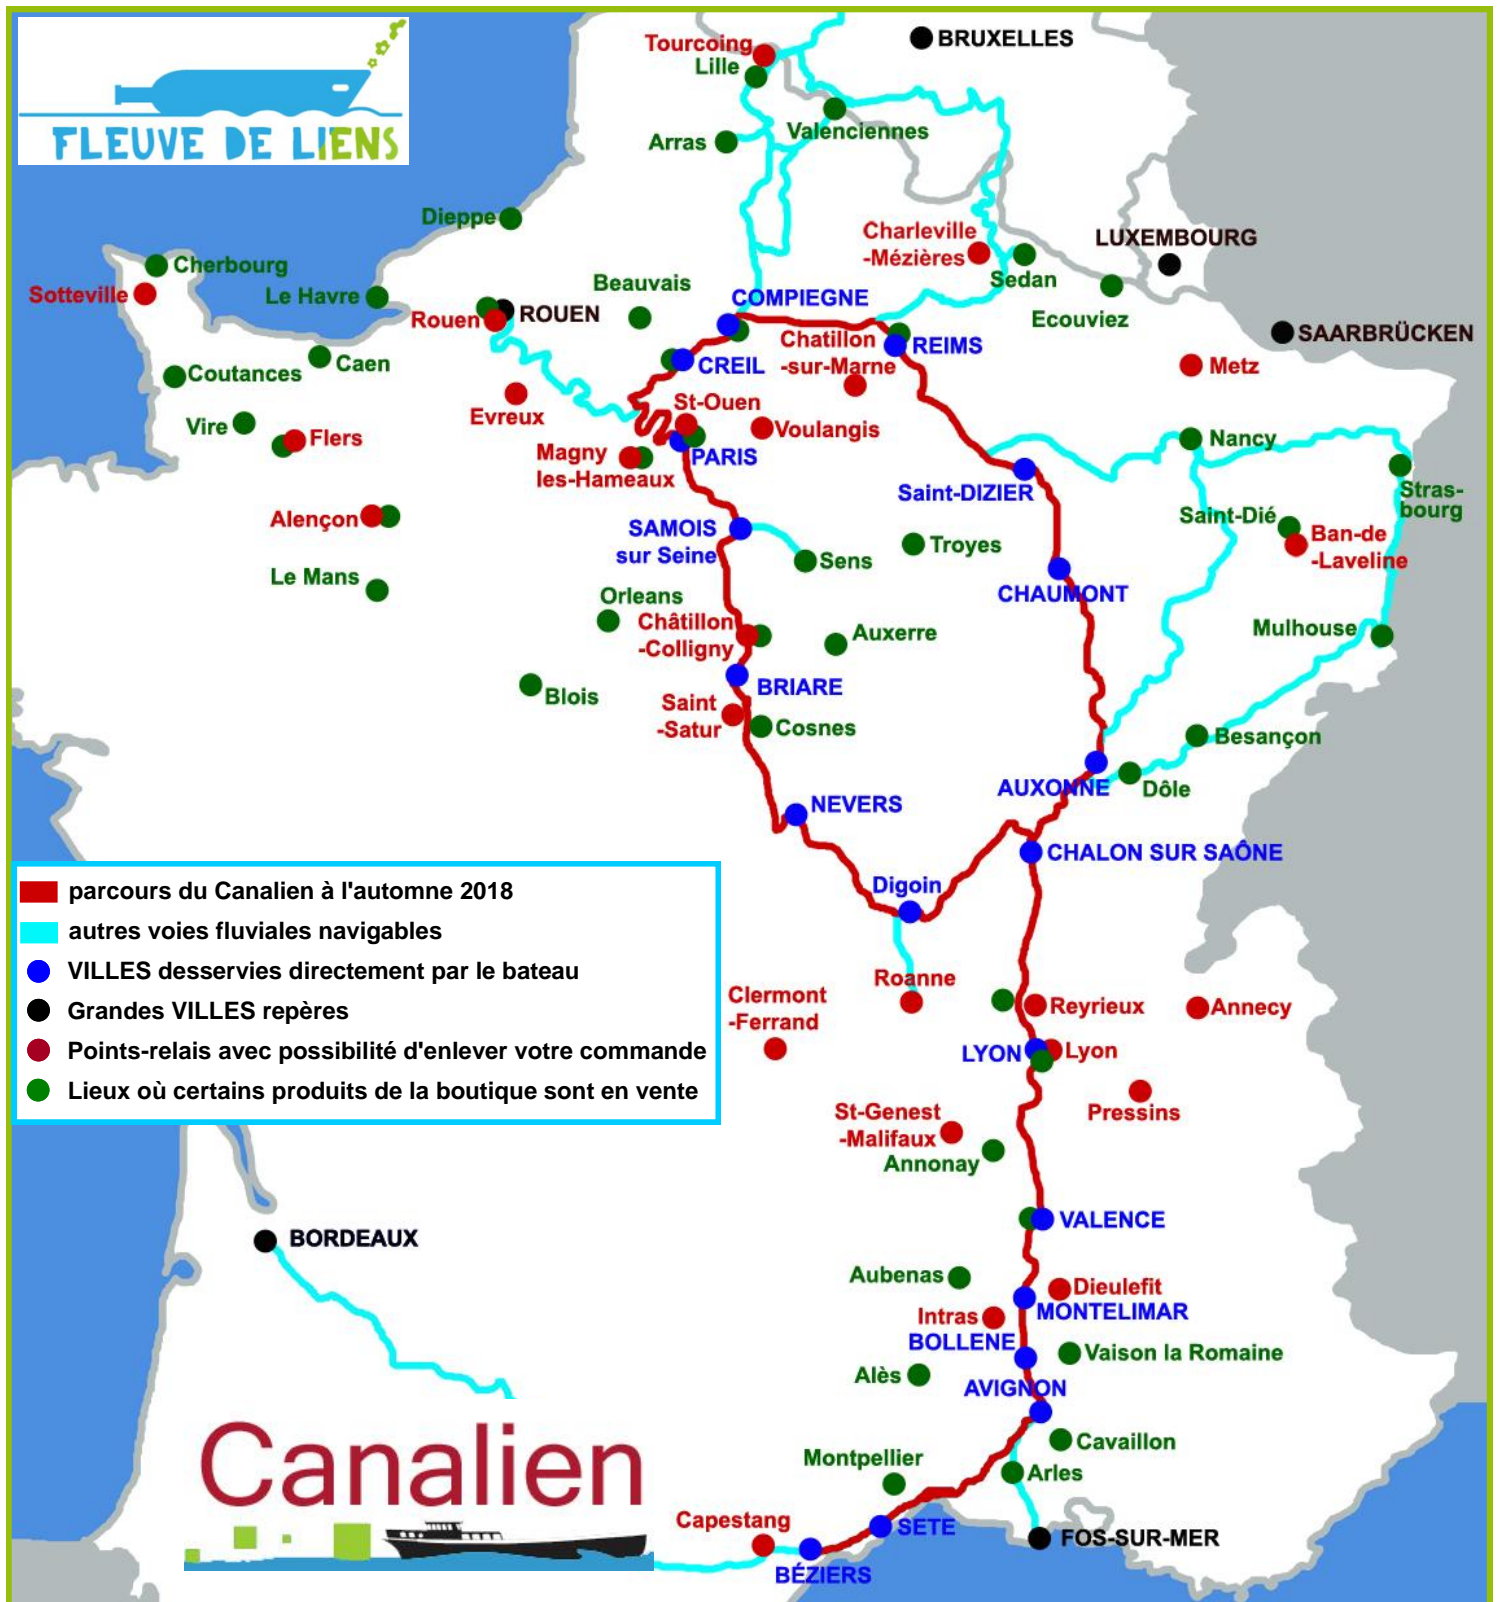 FLEUVE DE LIENS
BRUXELLES
Tourcoing
Lille
Valenciennes
Arras
Dieppe
Charleville
-Mézières
LUXEMBOURG
Cherbourg
Sotteville
Le Havre
Beauvais
Sedan
COMPIEGNE
Ecouviez
Rouen
ROUEN
SAARBRÜCKEN
Chatillon
-sur-Marne
REIMS
Caen
CREIL
Metz
Coutances
Evreux
St-Ouen
Vire
Flers
Voulangis
Nancy
Magny
les-Hameaux
PARIS
Saint-DIZIER
Stras-
bourg
Alençon
SAMOIS
sur Seine
Saint-Dié
Ban-de
-Laveline
Troyes
Sens
Le Mans
CHAUMONT
Orleans
Châtillon
-Colligny
Auxerre
Mulhouse
Blois
BRIARE
Saint
-Satur
Cosnes
Besançon
AUXONNE
Dôle
NEVERS
CHALON SUR SAÔNE
Digoin
parcours du Canalien à l'automne 2018
autres voies fluviales navigables
VILLES desservies directement par le bateau
Grandes VILLES repères
Points-relais avec possibilité d'enlever votre commande
Lieux où certains produits de la boutique sont en vente
Roanne
Clermont
-Ferrand
Reyrieux
Annecy
LYON
Lyon
Pressins
St-Genest
-Malifaux
Annonay
VALENCE
BORDEAUX
Aubenas
Dieulefit
Intras
MONTELIMAR
BOLLENE
Vaison la Romaine
Alès
AVIGNON
Cavaillon
Canalien
Montpellier
Arles
Capestang
SETE
FOS-SUR-MER
BÉZIERS